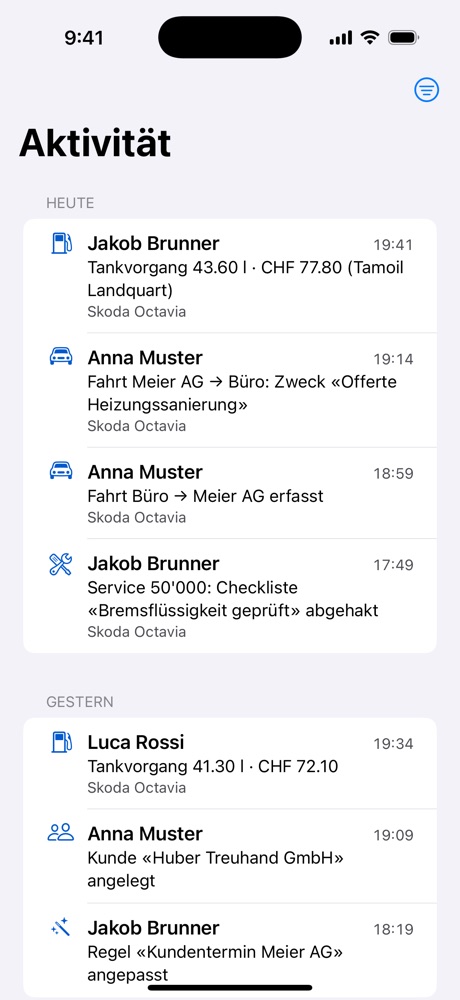 9:41
Aktivität
HEUTE
Jakob Brunner 19:41
Tankvorgang 43.60 l · CHF 77.80 (Tamoil
Landquart)
Skoda Octavia
Anna Muster 19:14
Fahrt Meier AG → Büro: Zweck «Offerte
Heizungssanierung»
Skoda Octavia
Anna Muster 18:59
Fahrt Büro → Meier AG erfasst
Skoda Octavia
Jakob Brunner 17:49
Service 50'000: Checkliste
«Bremsflüssigkeit geprüft» abgehakt
Skoda Octavia
GESTERN
Luca Rossi 19:34
Tankvorgang 41.30 l · CHF 72.10
Skoda Octavia
Anna Muster 19:09
Kunde «Huber Treuhand GmbH»
angelegt
Jakob Brunner 18:19
Regel «Kundentermin Meier AG»
angepasst